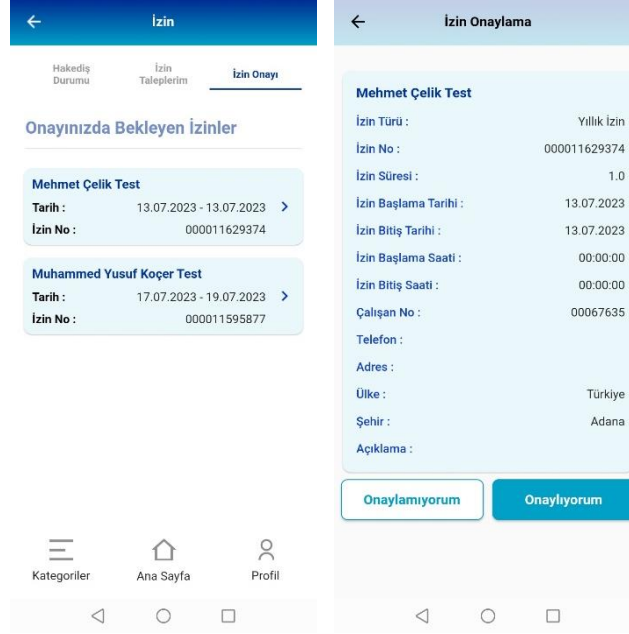 İzin
Hakediş
Durumu
İzin
Taleplerim
İzin Onayı
Onayınızda Bekleyen İzinler
Mehmet Çelik Test
Tarih : 13.07.2023 - 13.07.2023
İzin No : 000011629374
Muhammed Yusuf Koçer Test
Tarih : 17.07.2023 - 19.07.2023
İzin No : 000011595877
Kategoriler Ana Sayfa Profil
İzin Onaylama
Mehmet Çelik Test
İzin Türü : Yıllık İzin
İzin No : 000011629374
İzin Süresi : 1.0
İzin Başlama Tarihi : 13.07.2023
İzin Bitiş Tarihi : 13.07.2023
İzin Başlama Saati : 00:00:00
İzin Bitiş Saati : 00:00:00
Çalışan No : 00067635
Telefon :
Adres :
Ülke : Türkiye
Şehir : Adana
Açıklama :
Onaylamıyorum Onaylıyorum